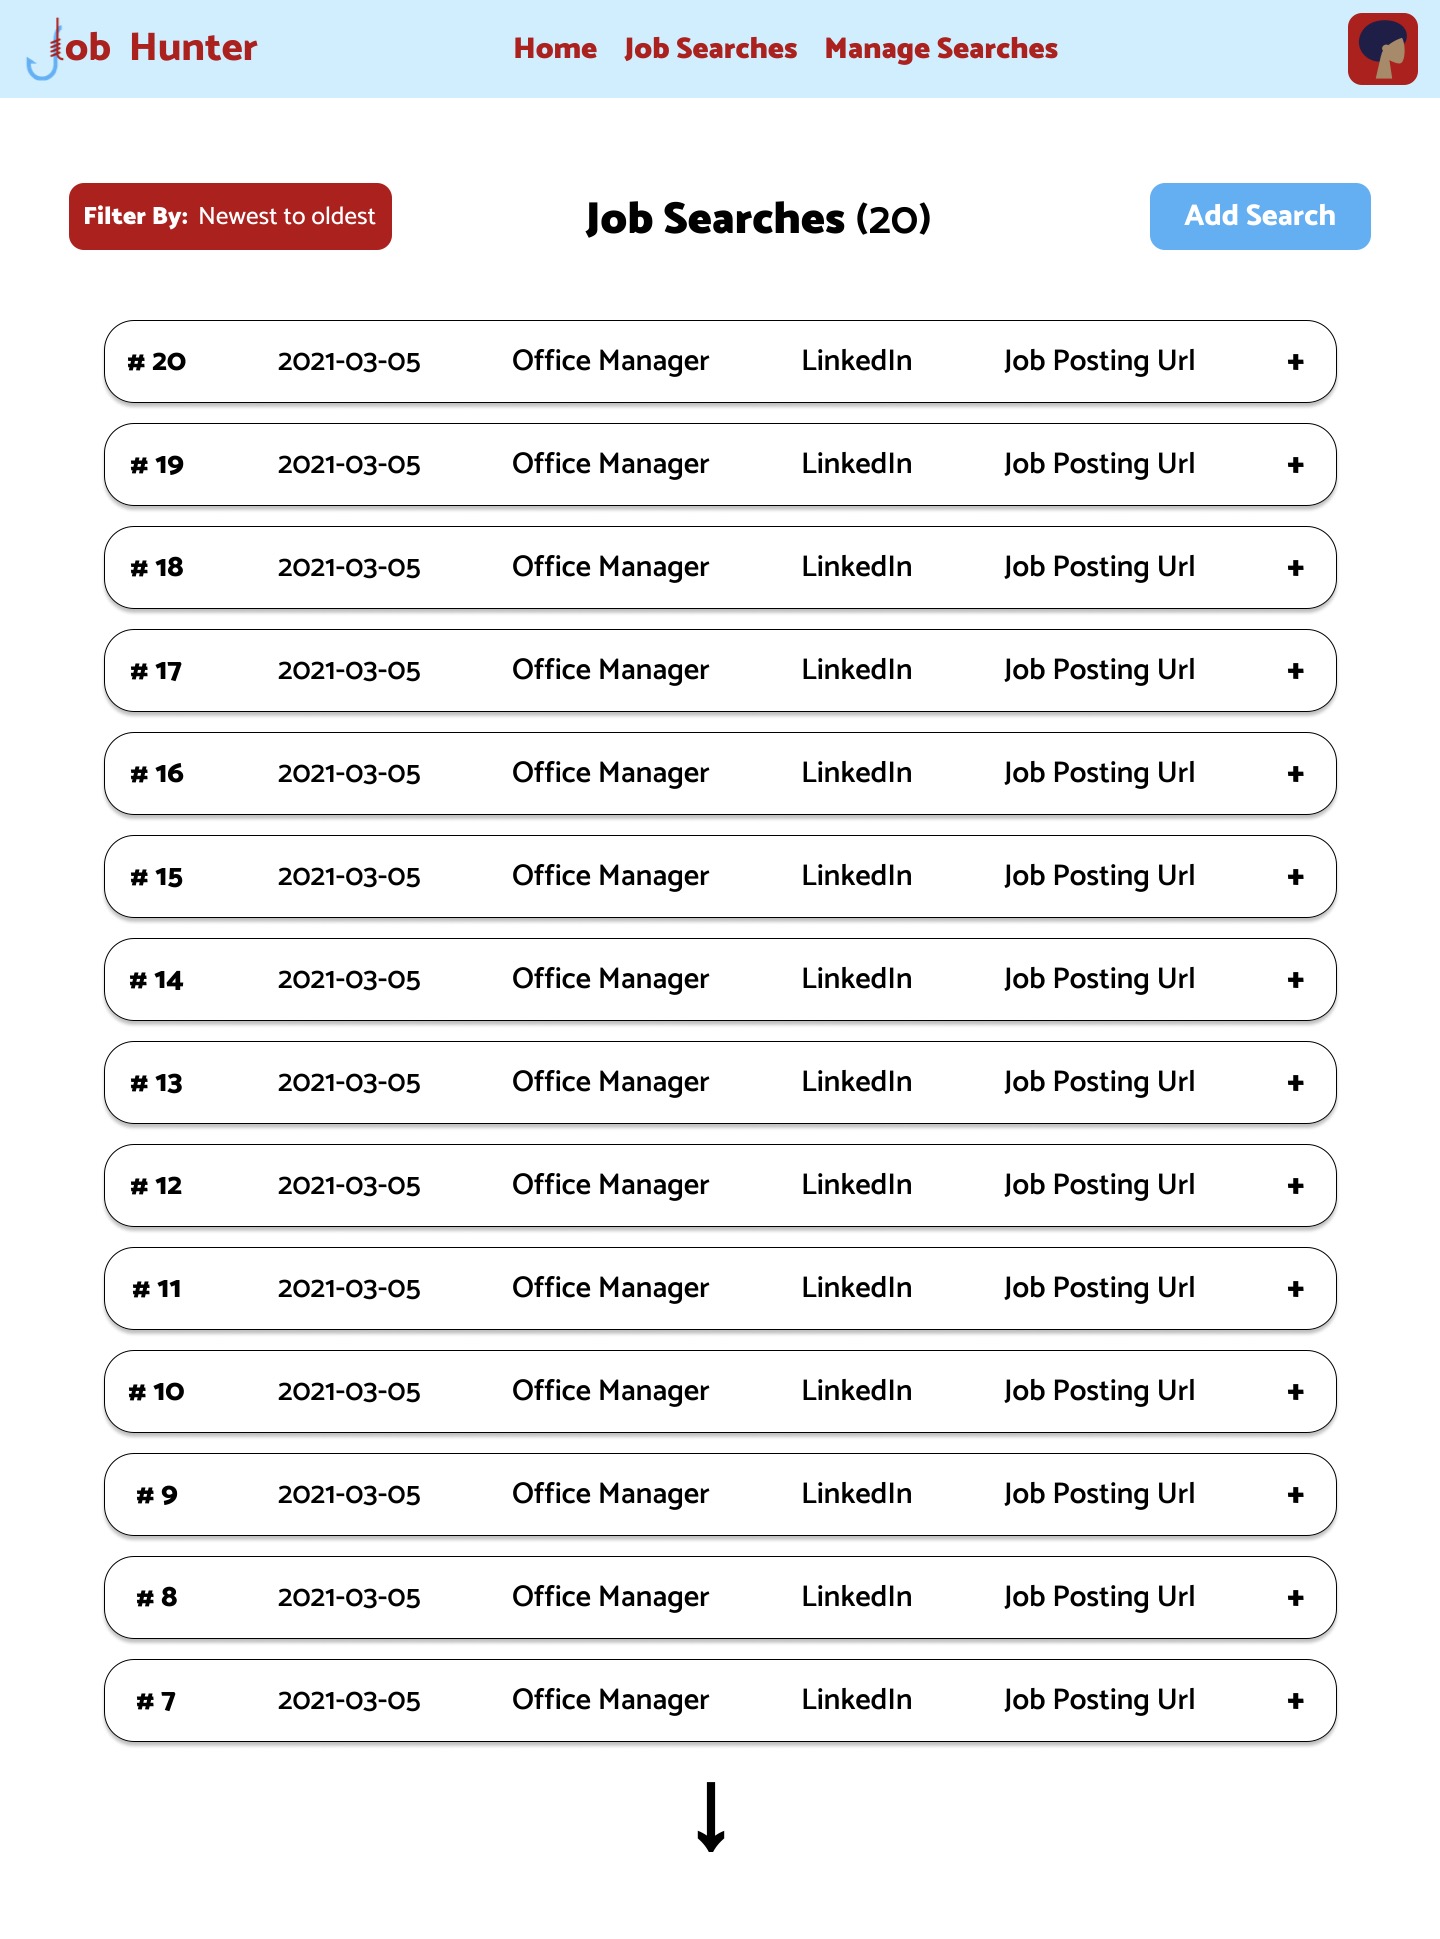 Job Hunter Home Job Searches Manage Searches
Filter By: Newest to oldest Job Searches (20) Add Search
# 20 2021-03-05 Office Manager LinkedIn Job Posting Url +
# 19 2021-03-05 Office Manager LinkedIn Job Posting Url +
# 18 2021-03-05 Office Manager LinkedIn Job Posting Url +
# 17 2021-03-05 Office Manager LinkedIn Job Posting Url +
# 16 2021-03-05 Office Manager LinkedIn Job Posting Url +
# 15 2021-03-05 Office Manager LinkedIn Job Posting Url +
# 14 2021-03-05 Office Manager LinkedIn Job Posting Url +
# 13 2021-03-05 Office Manager LinkedIn Job Posting Url +
# 12 2021-03-05 Office Manager LinkedIn Job Posting Url +
# 11 2021-03-05 Office Manager LinkedIn Job Posting Url +
# 10 2021-03-05 Office Manager LinkedIn Job Posting Url +
# 9 2021-03-05 Office Manager LinkedIn Job Posting Url +
# 8 2021-03-05 Office Manager LinkedIn Job Posting Url +
# 7 2021-03-05 Office Manager LinkedIn Job Posting Url +